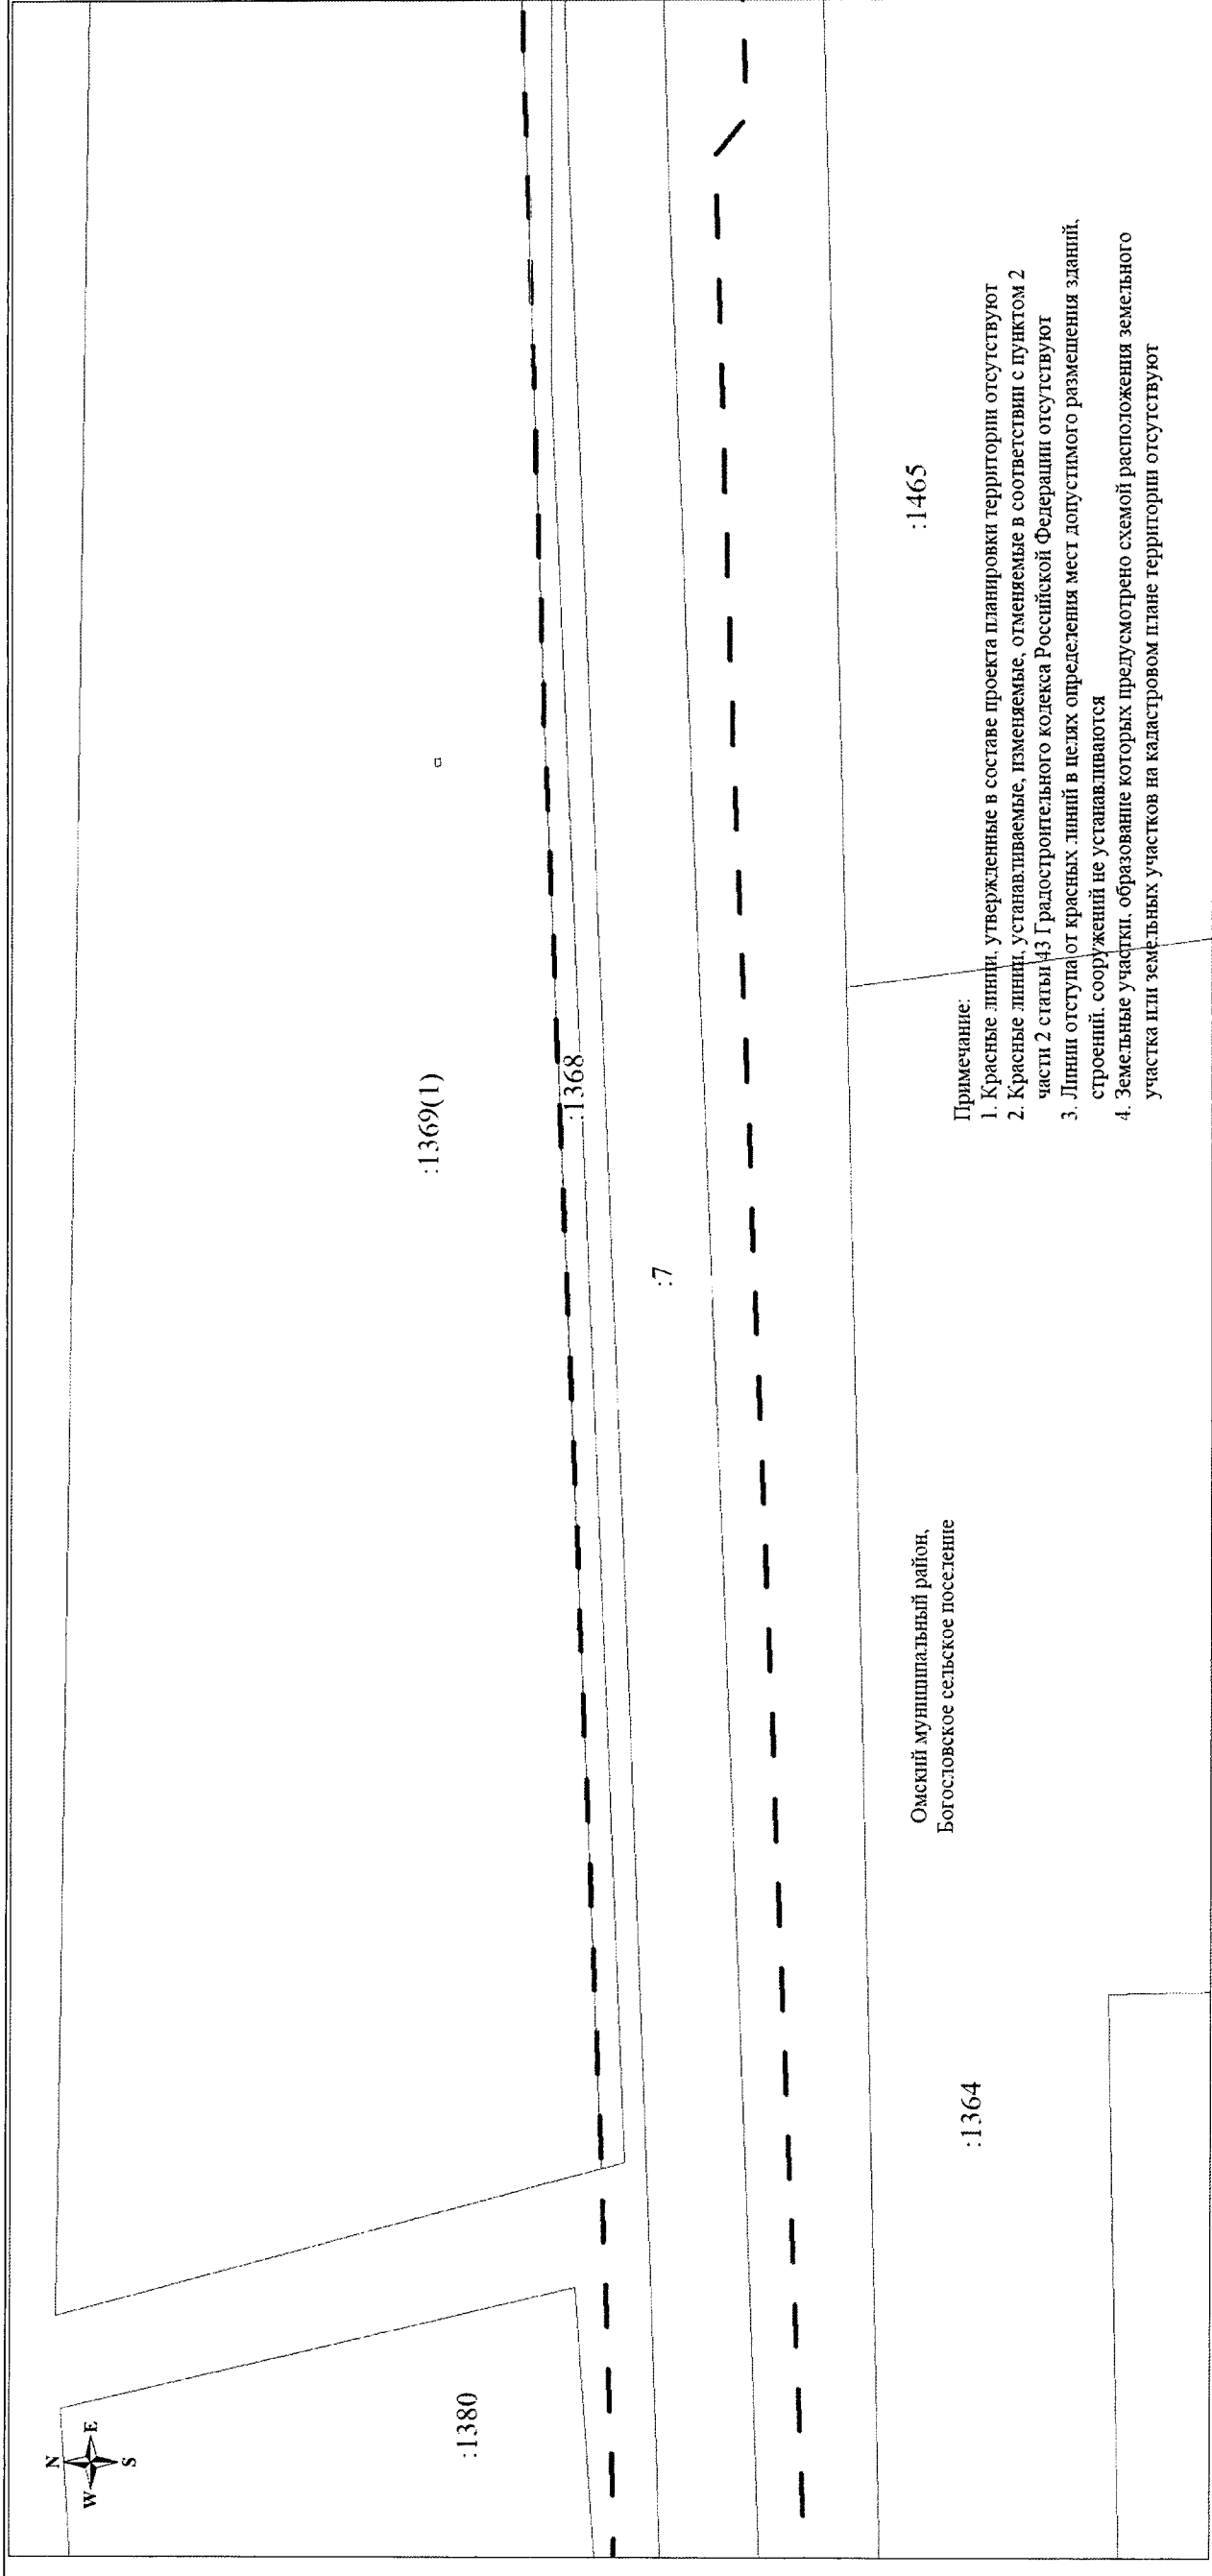 N
W E
S
:1380
:1369(1)
:1368
:7
:1465
:1364
Омский муниципальный район,
Богословское сельское поселение
Примечание:
1. Красные линии, утвержденные в составе проекта планировки территории отсутствуют
2. Красные линии, устанавливаемые, изменяемые, отменяемые в соответствии с пунктом 2
части 2 статьи 43 Градостроительного кодекса Российской Федерации отсутствуют
3. Линии отступа от красных линий в целях определения мест допустимого размещения зданий,
строений, сооружений не устанавливаются
4. Земельные участки, образование которых предусмотрено схемой расположения земельного
участка или земельных участков на кадастровом плане территории отсутствуют